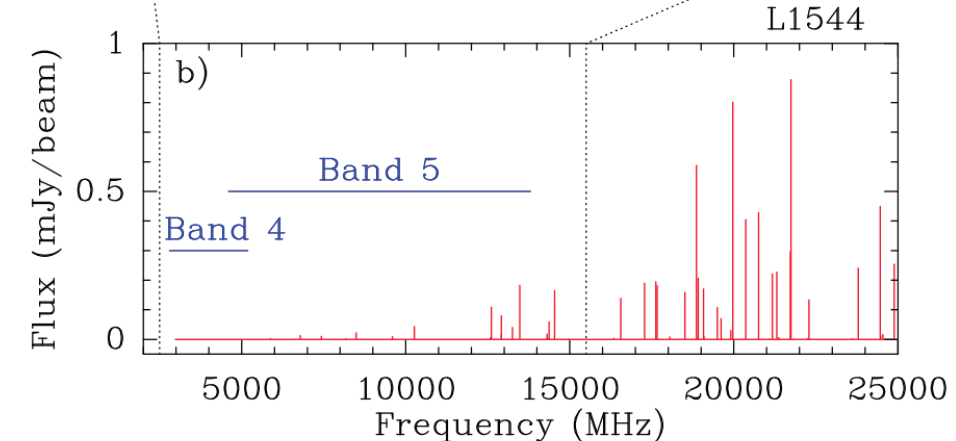 L1544
1
b)
Band 5
0.5
Band 4
0
Flux (mJy/beam)
5000 10000 15000 20000 25000
Frequency (MHz)